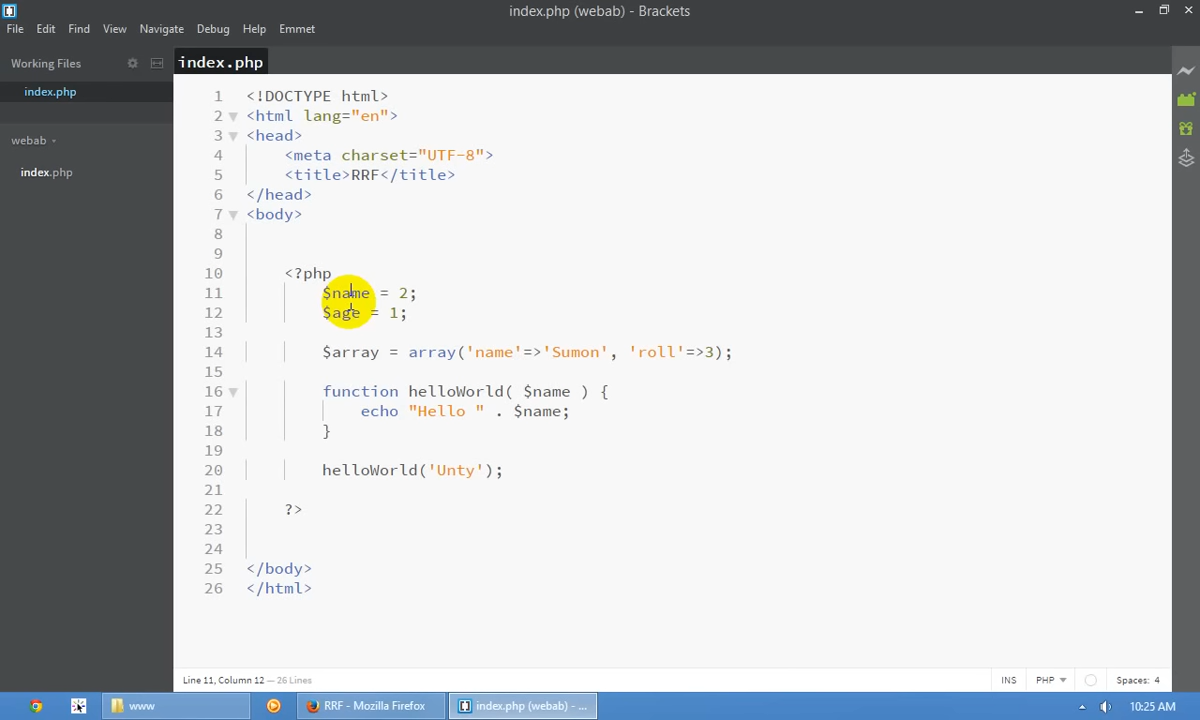 index.php (webab) - Brackets
File Edit Find View Navigate Debug Help Emmet
Working Files
index.php
webab
index.php
index.php
1 <!DOCTYPE html>
2 <html lang="en">
3 <head>
4 <meta charset="UTF-8">
5 <title>RRF</title>
6 </head>
7 <body>
8
9
10 <?php
11 $name = 2;
12 $age = 1;
13
14 $array = array('name'=>'Sumon', 'roll'=>3);
15
16 function helloWorld( $name ) {
17 echo "Hello " . $name;
18 }
19
20 helloWorld('Unty');
21
22 ?>
23
24
25 </body>
26 </html>
Line 11, Column 12 — 26 Lines
INS PHP Spaces: 4
www
RRF - Mozilla Firefox
index.php (webab) - ...
10:25 AM